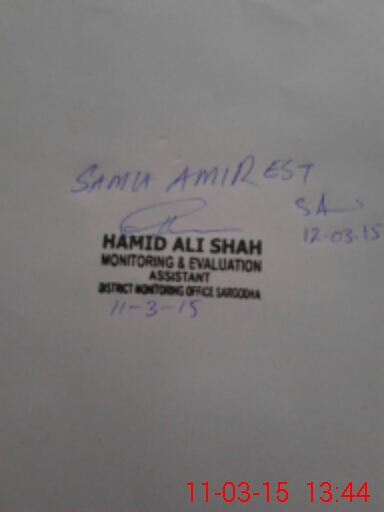 SAMIA AMIR EST
SA
12-03-15
HAMID ALI SHAH
MONITORING & EVALUATION
ASSISTANT
DISTRICT MONITORING OFFICE SARGODHA
11-3-15
11-03-15 13:44